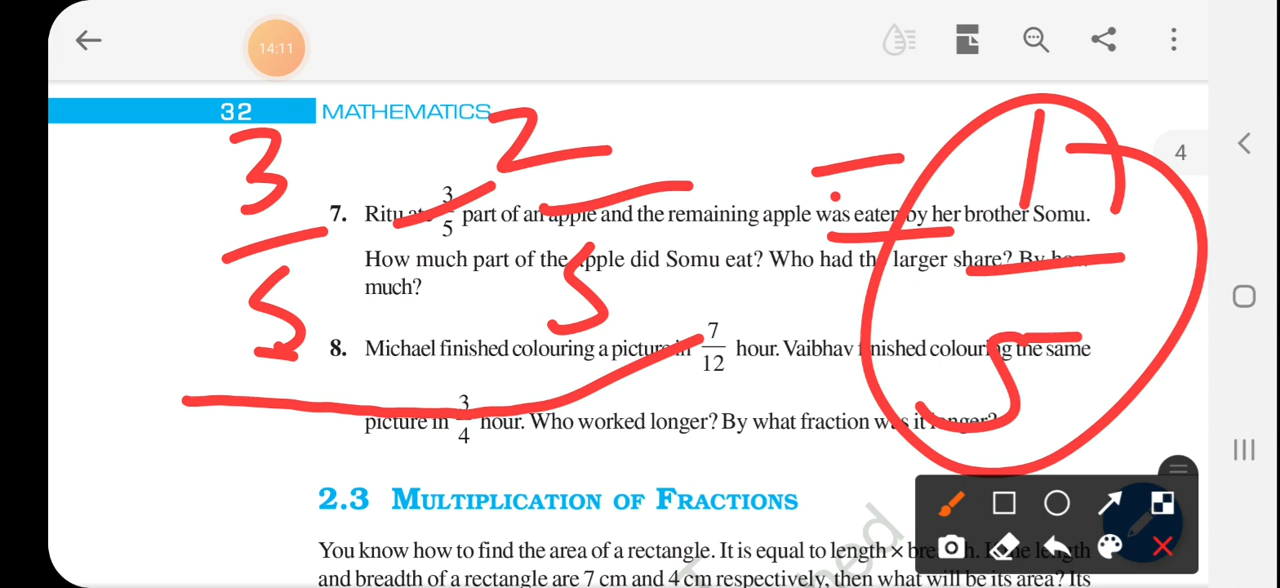 14:11
32 MATHEMATICS
4
3/5 - 2/5 = 1/5
7. Ritu ate 3/5 part of an apple and the remaining apple was eaten by her brother Somu.
How much part of the apple did Somu eat? Who had the larger share? By how
much?
8. Michael finished colouring a picture in 7/12 hour. Vaibhav finished colouring the same
picture in 3/4 hour. Who worked longer? By what fraction was it longer?
2.3 MULTIPLICATION OF FRACTIONS
You know how to find the area of a rectangle. It is equal to length × breadth. If the length
and breadth of a rectangle are 7 cm and 4 cm respectively, then what will be its area? Its